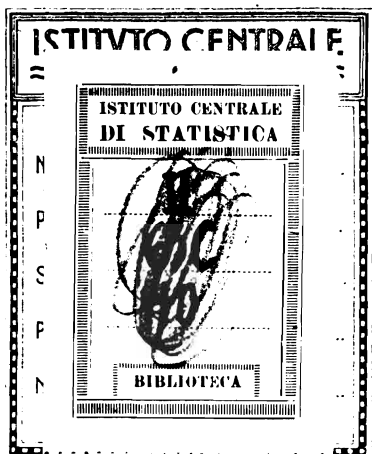 ISTITVTO CENTRALE
ISTITUTO CENTRALE
DI STATISTICA
N
P
S
P
N
BIBLIOTECA